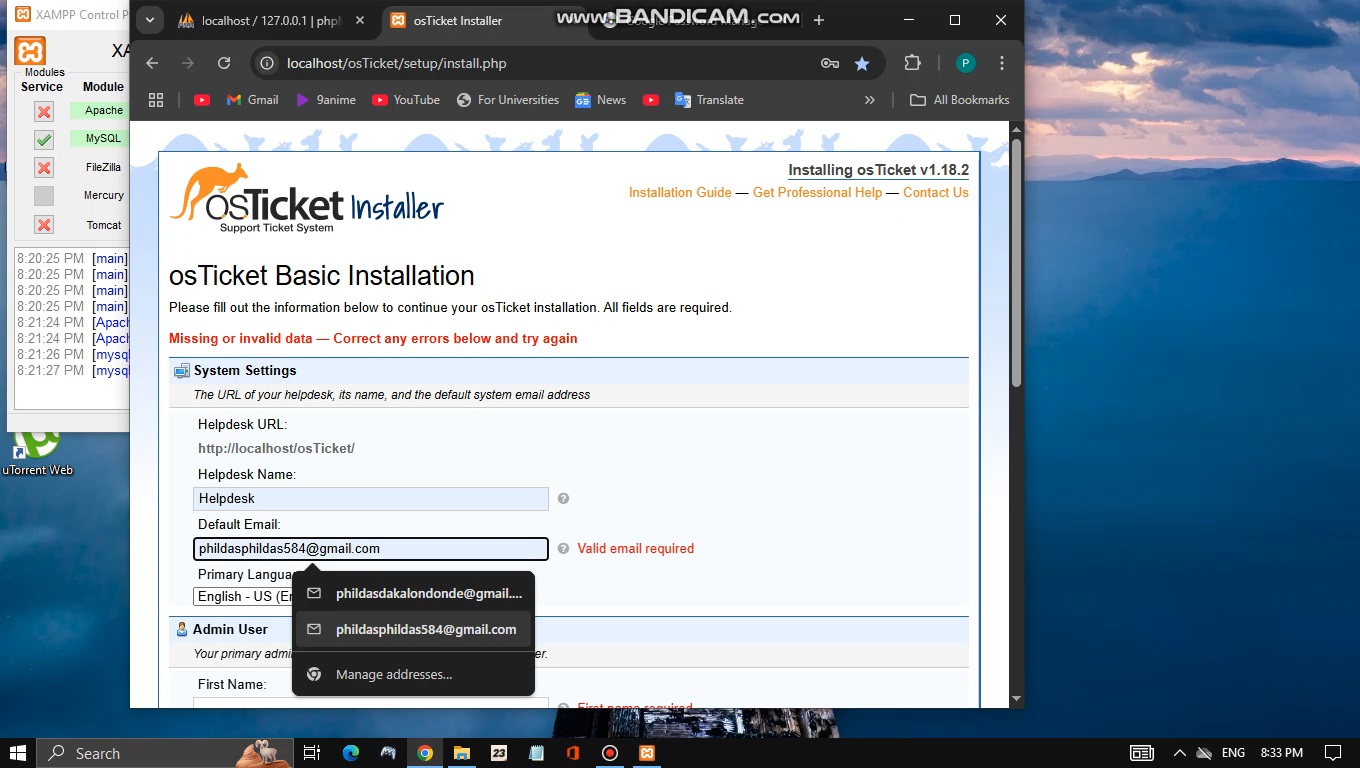 XAMPP Control P
XA
Modules
Service
Module
Apache
MySQL
FileZilla
Mercury
Tomcat
8:20:25 PM [main]
8:20:25 PM [main]
8:20:25 PM [main]
8:20:25 PM [main]
8:21:24 PM [Apach
8:21:24 PM [Apach
8:21:26 PM [mysql
8:21:27 PM [mysql
uTorrent Web
localhost / 127.0.0.1 | phpM
osTicket Installer
www.BANDICAM.com
localhost/osTicket/setup/install.php
P
Gmail
9anime
YouTube
For Universities
News
Translate
All Bookmarks
osTicket Installer
Support Ticket System
Installing osTicket v1.18.2
Installation Guide — Get Professional Help — Contact Us
osTicket Basic Installation
Please fill out the information below to continue your osTicket installation. All fields are required.
Missing or invalid data — Correct any errors below and try again
System Settings
The URL of your helpdesk, its name, and the default system email address
Helpdesk URL:
http://localhost/osTicket/
Helpdesk Name:
Helpdesk
Default Email:
phildasphildas584@gmail.com
Valid email required
Primary Langua
English - US (En
phildasdakalondonde@gmail....
phildasphildas584@gmail.com
Manage addresses...
Admin User
Your primary admi
er.
First Name:
First name required
Search
23
ENG
8:33 PM